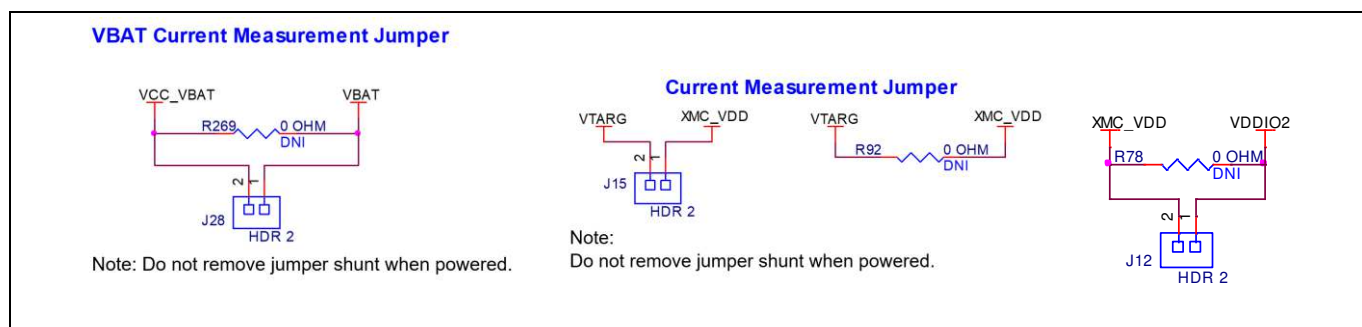 VBAT Current Measurement Jumper
VCC_VBAT VBAT
R269 0 OHM
DNI
2 1
J28
HDR 2
Note: Do not remove jumper shunt when powered.
Current Measurement Jumper
VTARG XMC_VDD
2 1
J15
HDR 2
VTARG XMC_VDD
R92 0 OHM
DNI
Note:
Do not remove jumper shunt when powered.
XMC_VDD VDDIO2
R78 0 OHM
DNI
2 1
J12
HDR 2